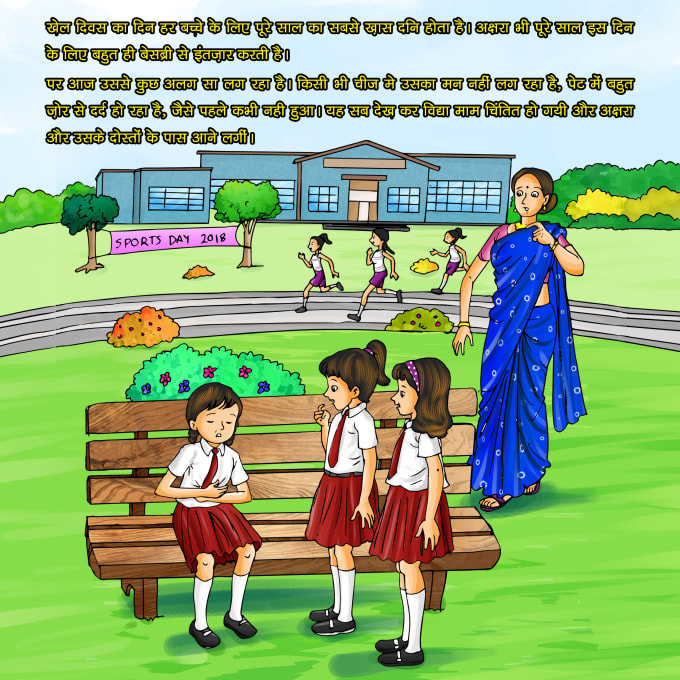 खेल दिवस का दिन हर बच्चे के लिए पूरे साल का सबसे ख़ास दनि होता है। अक्षरा भी पूरे साल इस दिन
के लिए बहुत ही बेसब्री से इंतज़ार करती है।
पर आज उससे कुछ अलग सा लग रहा है। किसी भी चीज मे उसका मन नहीं लग रहा है, पेट में बहुत
ज़ोर से दर्द हो रहा है, जैसे पहले कभी नही हुआ। यह सब देख़ कर विद्या माम चिंतित हो गयी और अक्षरा
और उसके दोस्तों के पास आने लगीं।
SPORTS DAY 2018